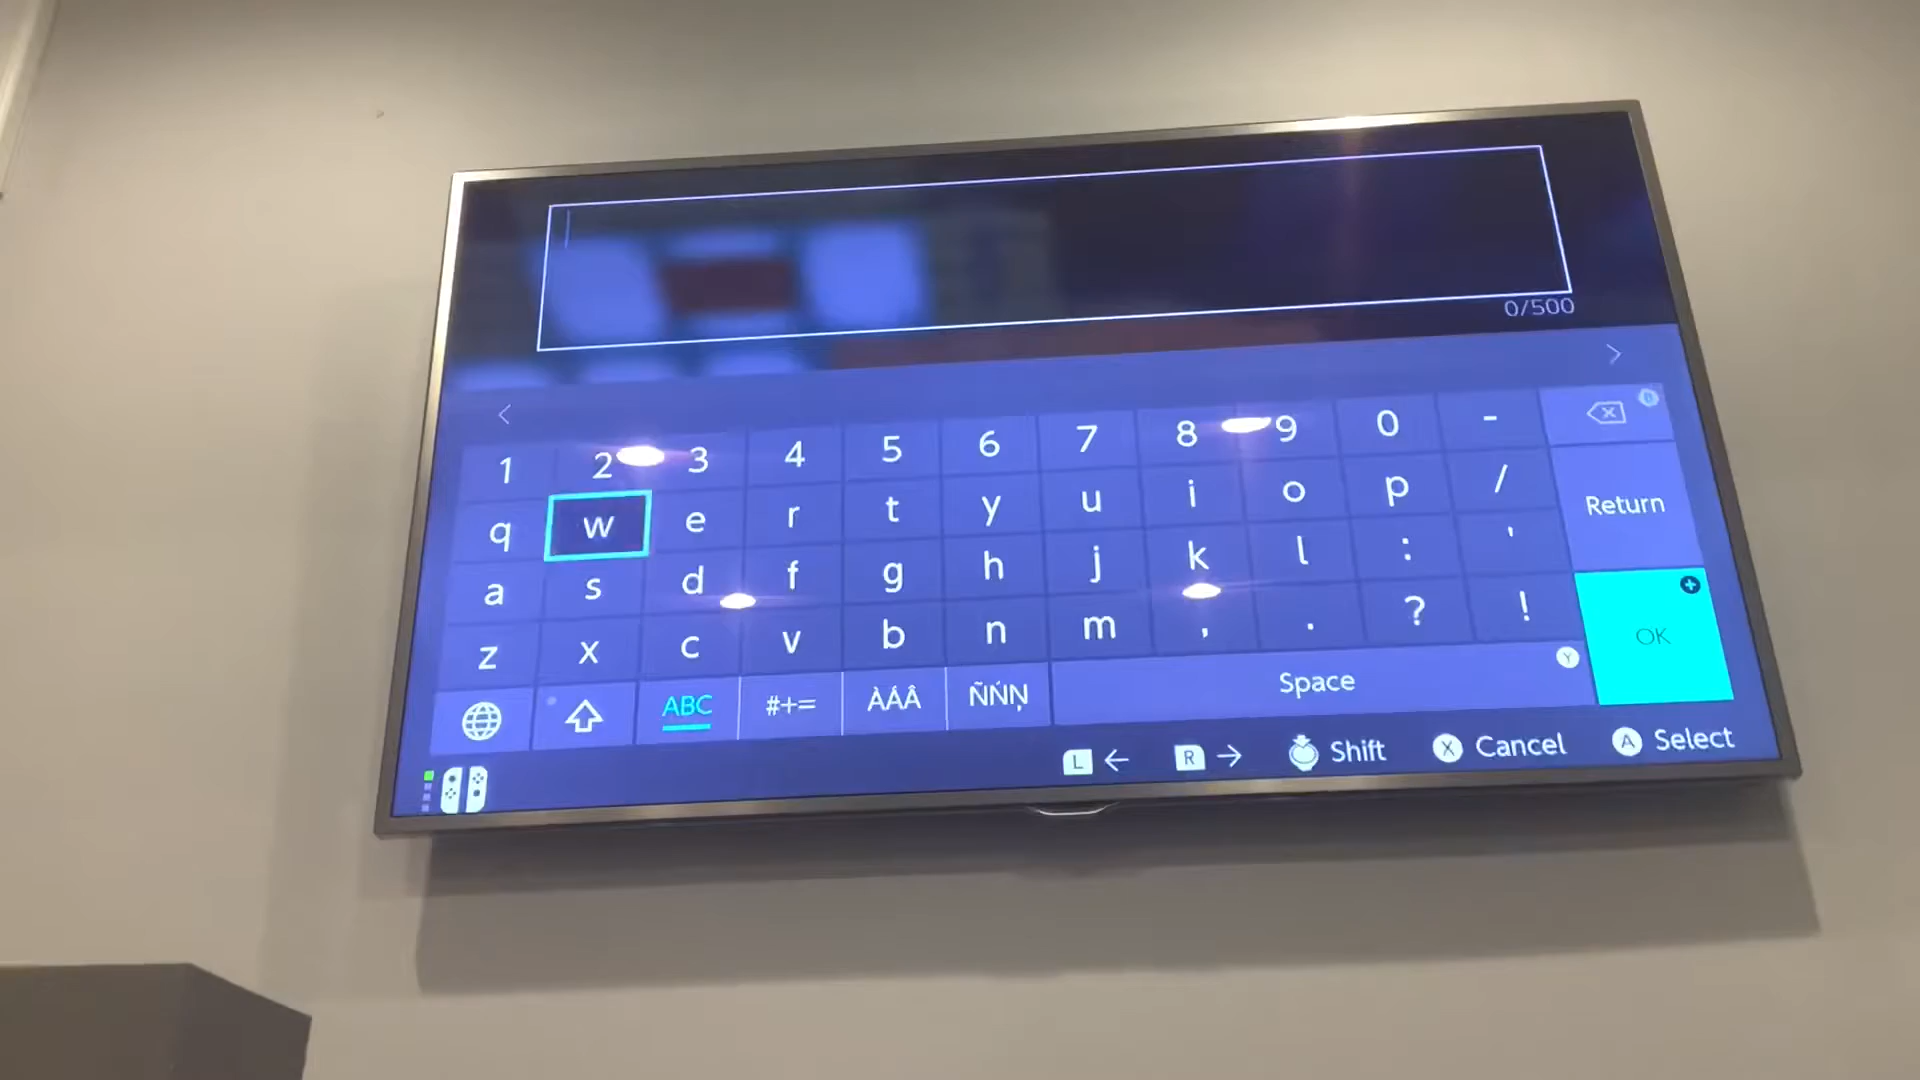 0/500
1 2 3 4 5 6 7 8 9 0 -
q w e r t y u i o p / Return
a s d f g h j k l : '
z x c v b n m , . ? ! OK
ABC #+= ÀÁÂ ÑŃŅ Space Y
L ← R → Shift X Cancel A Select